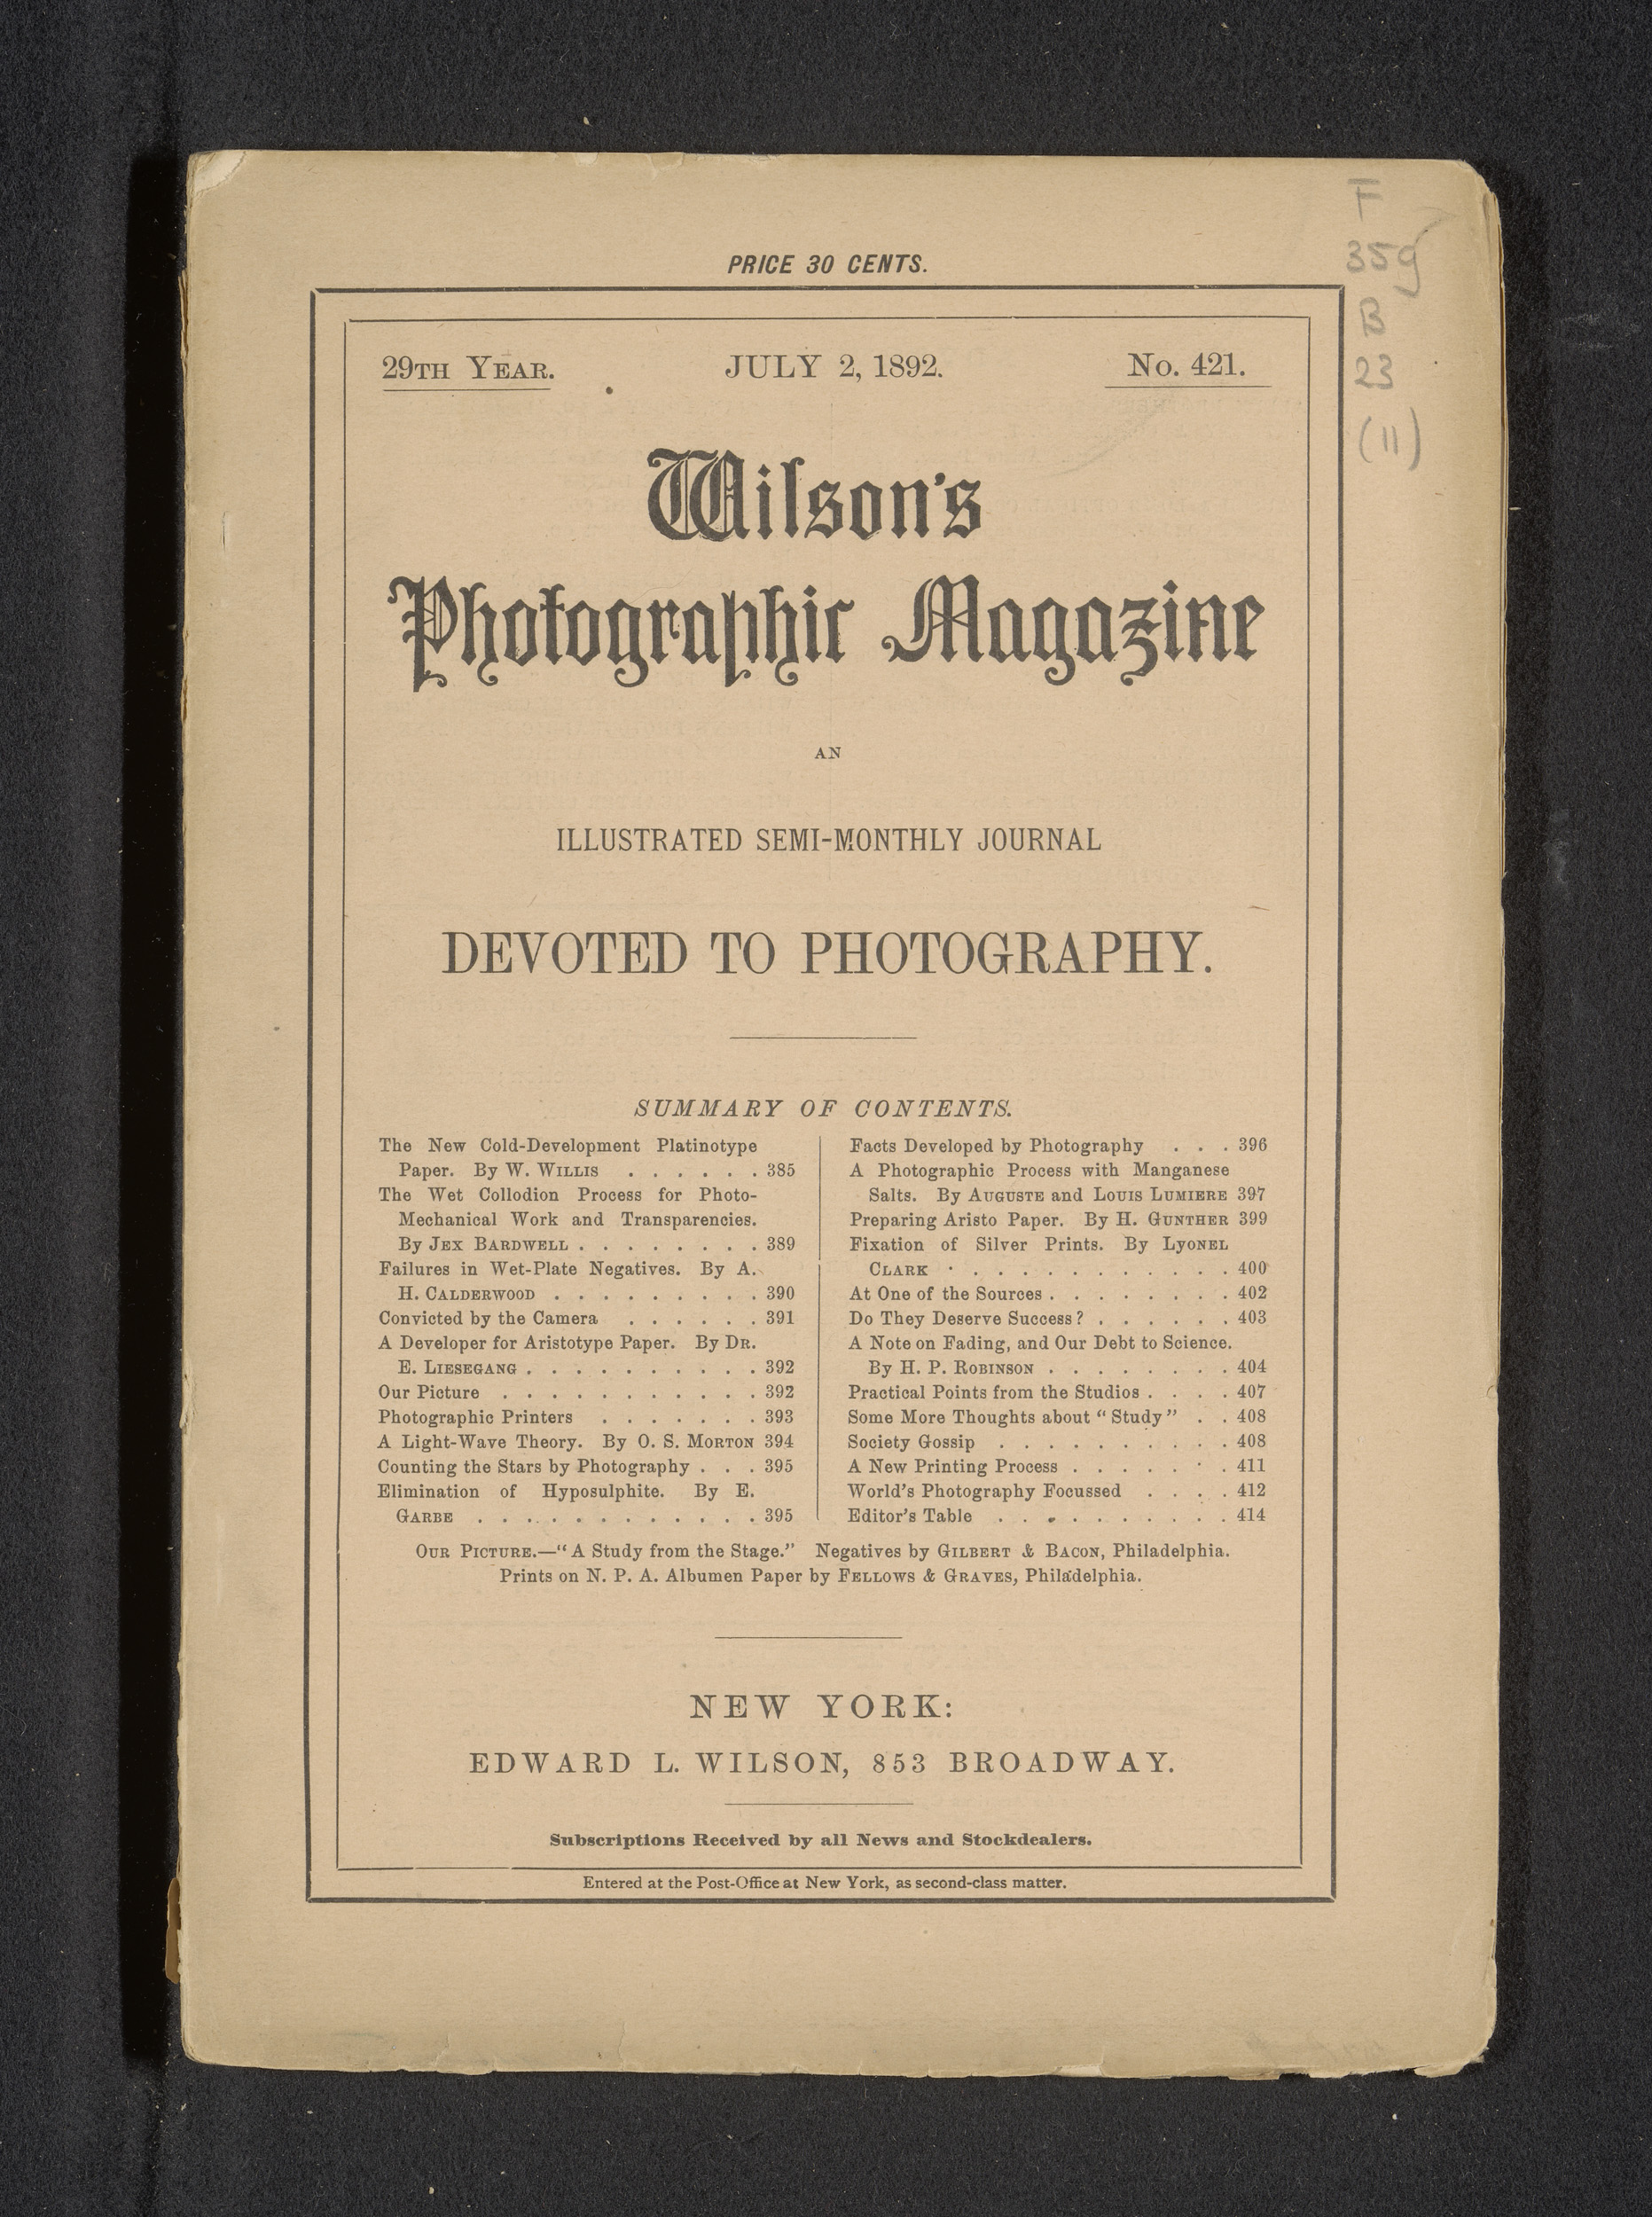 PRICE 30 CENTS.
F
359
B
23
(11)
29TH YEAR. JULY 2, 1892. No. 421.
Wilson's
Photographic Magazine
AN
ILLUSTRATED SEMI-MONTHLY JOURNAL
DEVOTED TO PHOTOGRAPHY.
SUMMARY OF CONTENTS.
The New Cold-Development Platinotype
Paper. By W. WILLIS . . . . . . 385
The Wet Collodion Process for Photo-
Mechanical Work and Transparencies.
By JEX BARDWELL . . . . . . . . 389
Failures in Wet-Plate Negatives. By A.
H. CALDERWOOD . . . . . . . . . 390
Convicted by the Camera . . . . . . 391
A Developer for Aristotype Paper. By DR.
E. LIESEGANG . . . . . . . . . . 392
Our Picture . . . . . . . . . . . 392
Photographic Printers . . . . . . . 393
A Light-Wave Theory. By O. S. MORTON 394
Counting the Stars by Photography . . . 395
Elimination of Hyposulphite. By E.
GARBE . . . . . . . . . . . . 395
Facts Developed by Photography . . . 396
A Photographic Process with Manganese
Salts. By AUGUSTE and LOUIS LUMIERE 397
Preparing Aristo Paper. By H. GUNTHER 399
Fixation of Silver Prints. By LYONEL
CLARK . . . . . . . . . . . . 400
At One of the Sources . . . . . . . . 402
Do They Deserve Success? . . . . . . 403
A Note on Fading, and Our Debt to Science.
By H. P. ROBINSON . . . . . . . . 404
Practical Points from the Studios . . . . 407
Some More Thoughts about "Study" . . 408
Society Gossip . . . . . . . . . . 408
A New Printing Process . . . . . . . 411
World's Photography Focussed . . . . 412
Editor's Table . . . . . . . . . . 414
OUR PICTURE.—"A Study from the Stage." Negatives by GILBERT & BACON, Philadelphia.
Prints on N. P. A. Albumen Paper by FELLOWS & GRAVES, Philadelphia.
NEW YORK:
EDWARD L. WILSON, 853 BROADWAY.
Subscriptions Received by all News and Stockdealers.
Entered at the Post-Office at New York, as second-class matter.